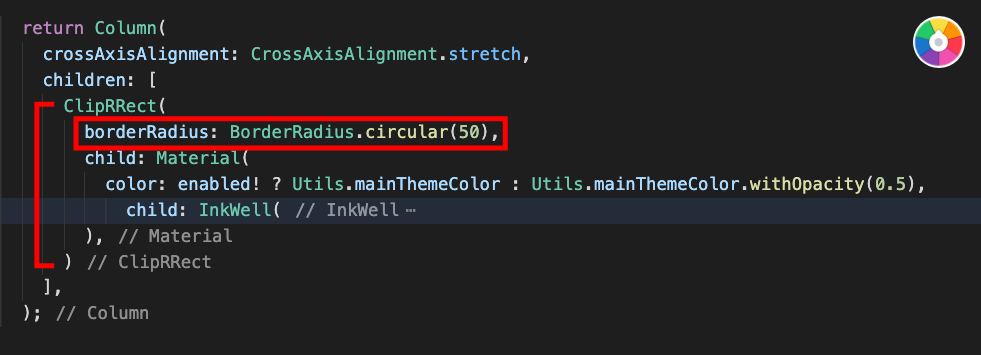 return Column(
crossAxisAlignment: CrossAxisAlignment.stretch,
children: [
ClipRRect(
borderRadius: BorderRadius.circular(50),
child: Material(
color: enabled! ? Utils.mainThemeColor : Utils.mainThemeColor.withOpacity(0.5),
child: InkWell( // InkWell ⋯
), // Material
) // ClipRRect
],
); // Column